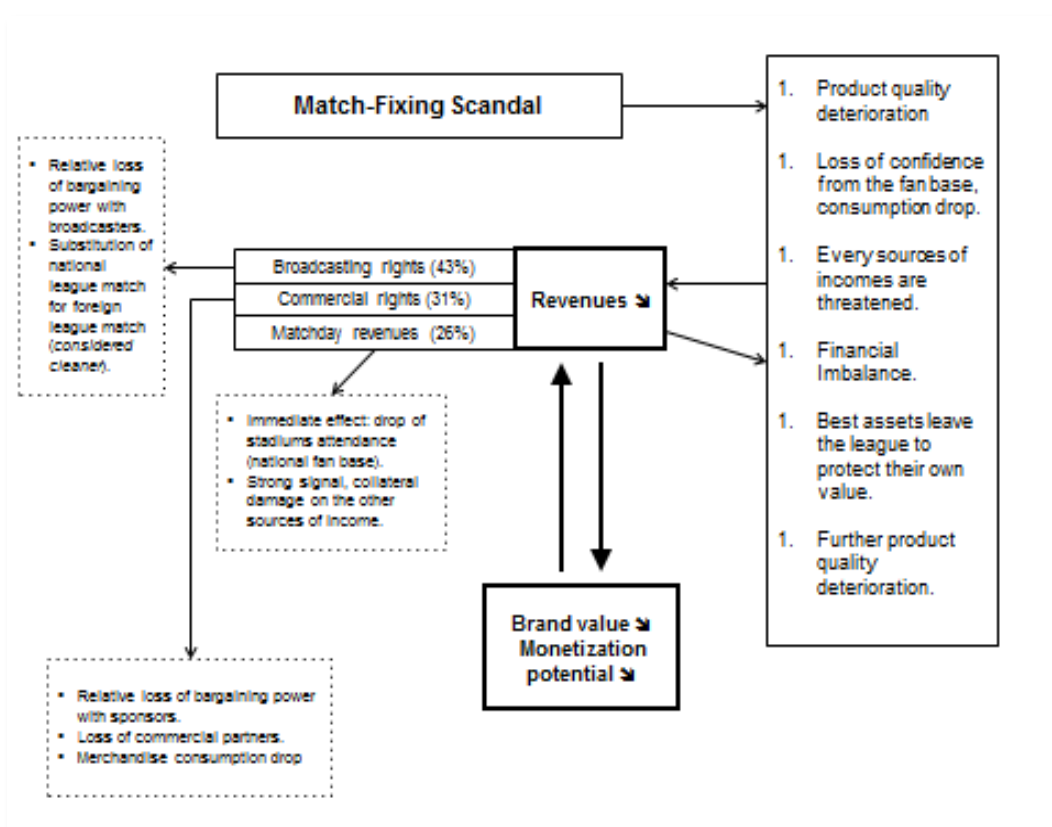 Match-Fixing Scandal
1. Product quality
deterioration
1. Loss of confidence
from the fan base,
consumption drop.
1. Every sources of
incomes are
threatened.
1. Financial
Imbalance.
1. Best assets leave
the league to
protect their own
value.
1. Further product
quality
deterioration.
▪ Relative loss
of bargaining
power with
broadcasters.
▪ Substitution of
national
league match
for foreign
league match
(considered
cleaner).
Broadcasting rights (43%)
Commercial rights (31%)
Matchday revenues (26%)
Revenues ↘
▪ Immediate effect: drop of
stadiums attendance
(national fan base).
▪ Strong signal, collateral
damage on the other
sources of income.
Brand value ↘
Monetization
potential ↘
▪ Relative loss of bargaining power
with sponsors.
▪ Loss of commercial partners.
▪ Merchandise consumption drop